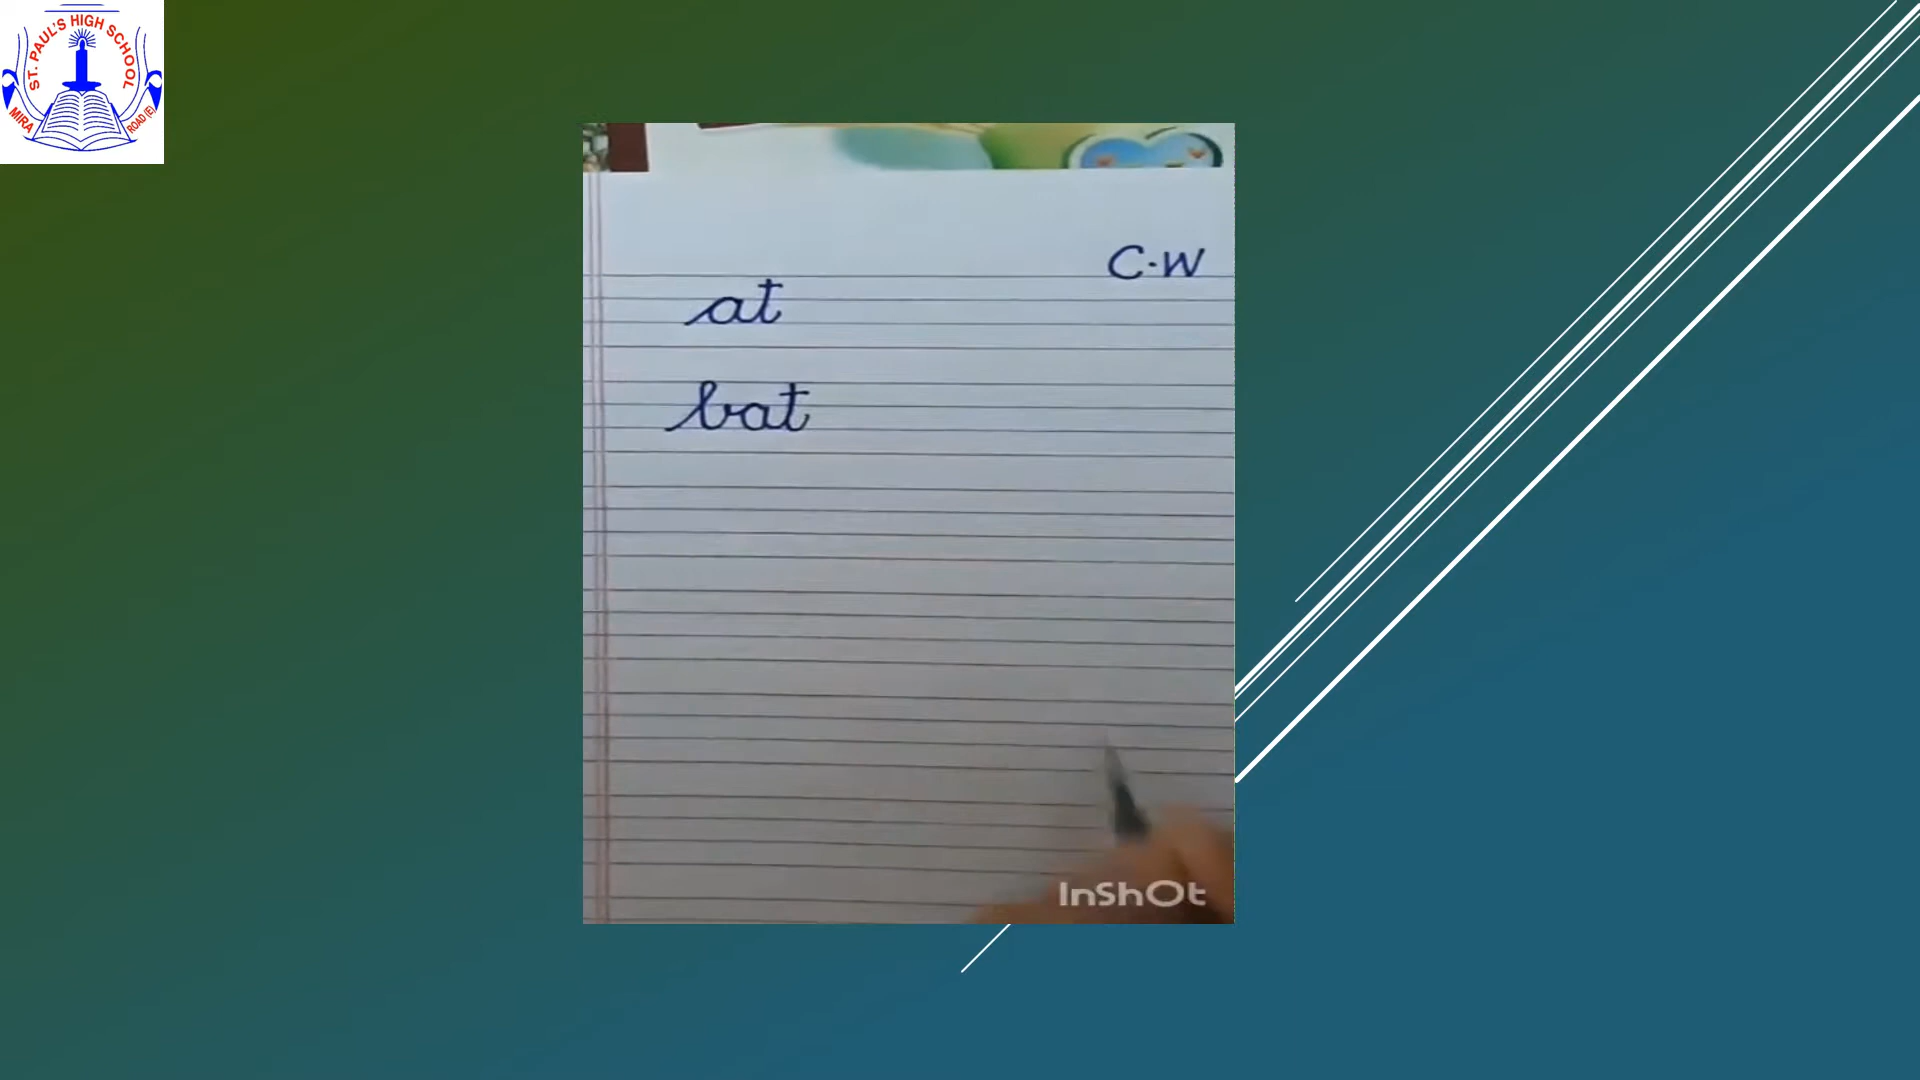 ST. PAUL'S HIGH SCHOOL
MIRA ROAD (E)
C.W
at
bat
InShOt